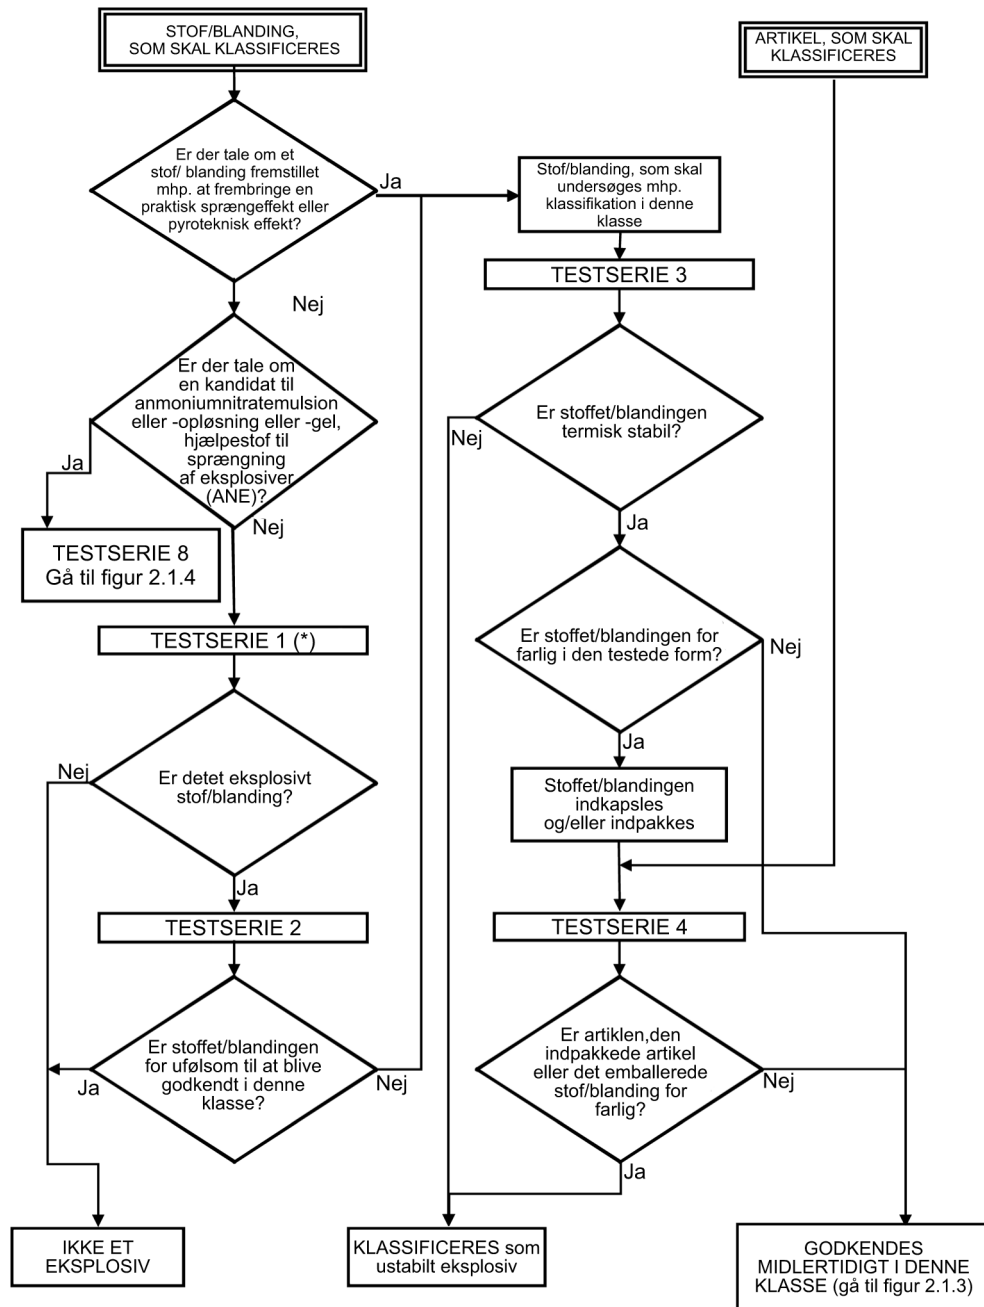 STOF/BLANDING,
SOM SKAL KLASSIFICERES
Er der tale om et
stof/ blanding fremstillet
mhp. at frembringe en
praktisk sprængeffekt eller
pyroteknisk effekt?
Ja
Nej
Er der tale om
en kandidat til
anmoniumnitratemulsion
eller -opløsning eller -gel,
hjælpestof til
sprængning
af eksplosiver
(ANE)?
Ja
Nej
TESTSERIE 8
Gå til figur 2.1.4
TESTSERIE 1 (*)
Er detet eksplosivt
stof/blanding?
Nej
Ja
TESTSERIE 2
Er stoffet/blandingen
for ufølsom til at blive
godkendt i denne
klasse?
Ja
Nej
IKKE ET
EKSPLOSIV
Stof/blanding, som skal
undersøges mhp.
klassifikation i denne
klasse
TESTSERIE 3
Er stoffet/blandingen
termisk stabil?
Nej
Ja
Er stoffet/blandingen for
farlig i den testede form?
Nej
Ja
Stoffet/blandingen
indkapsles
og/eller indpakkes
TESTSERIE 4
Er artiklen,den
indpakkede artikel
eller det emballerede
stof/blanding for
farlig?
Nej
Ja
KLASSIFICERES som
ustabilt eksplosiv
ARTIKEL, SOM SKAL
KLASSIFICERES
GODKENDES
MIDLERTIDIGT I DENNE
KLASSE (gå til figur 2.1.3)